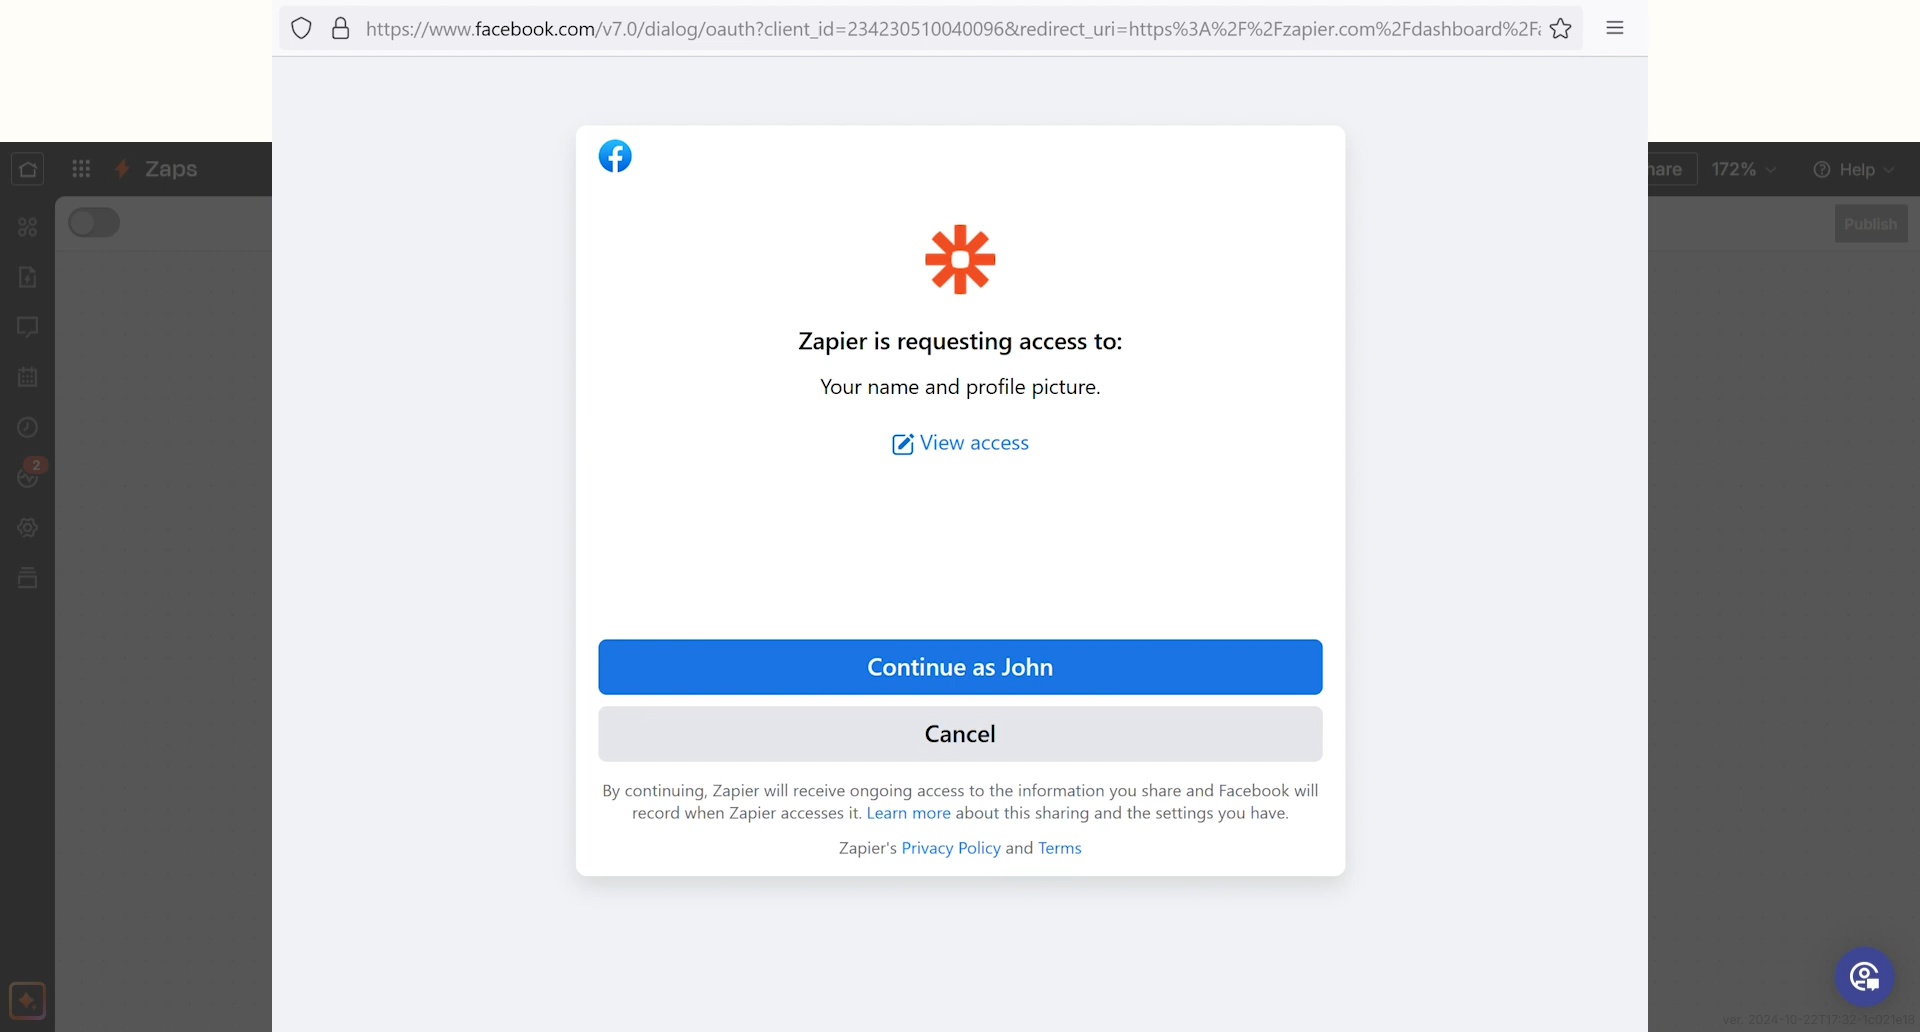 https://www.facebook.com/v7.0/dialog/oauth?client_id=234230510040096&redirect_uri=https%3A%2F%2Fzapier.com%2Fdashboard%2F
Zaps
hare
172%
Help
Publish
Zapier is requesting access to:
Your name and profile picture.
View access
2
Continue as John
Cancel
By continuing, Zapier will receive ongoing access to the information you share and Facebook will
record when Zapier accesses it. Learn more about this sharing and the settings you have.
Zapier's Privacy Policy and Terms